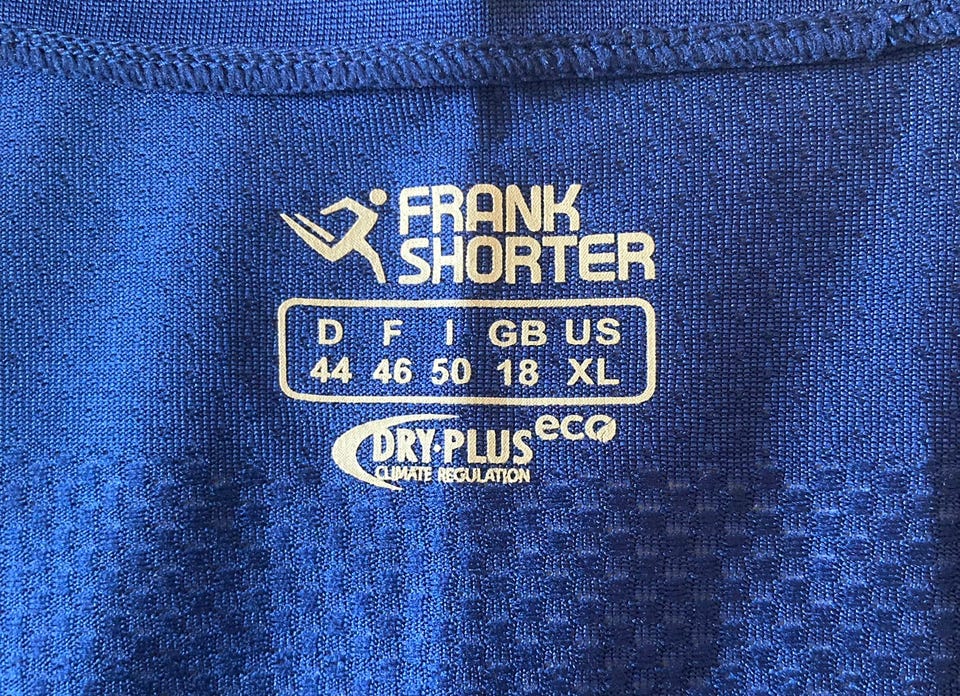 FRANK
SHORTER
D F I GB US
44 46 50 18 XL
DRY·PLUS eco
CLIMATE REGULATION